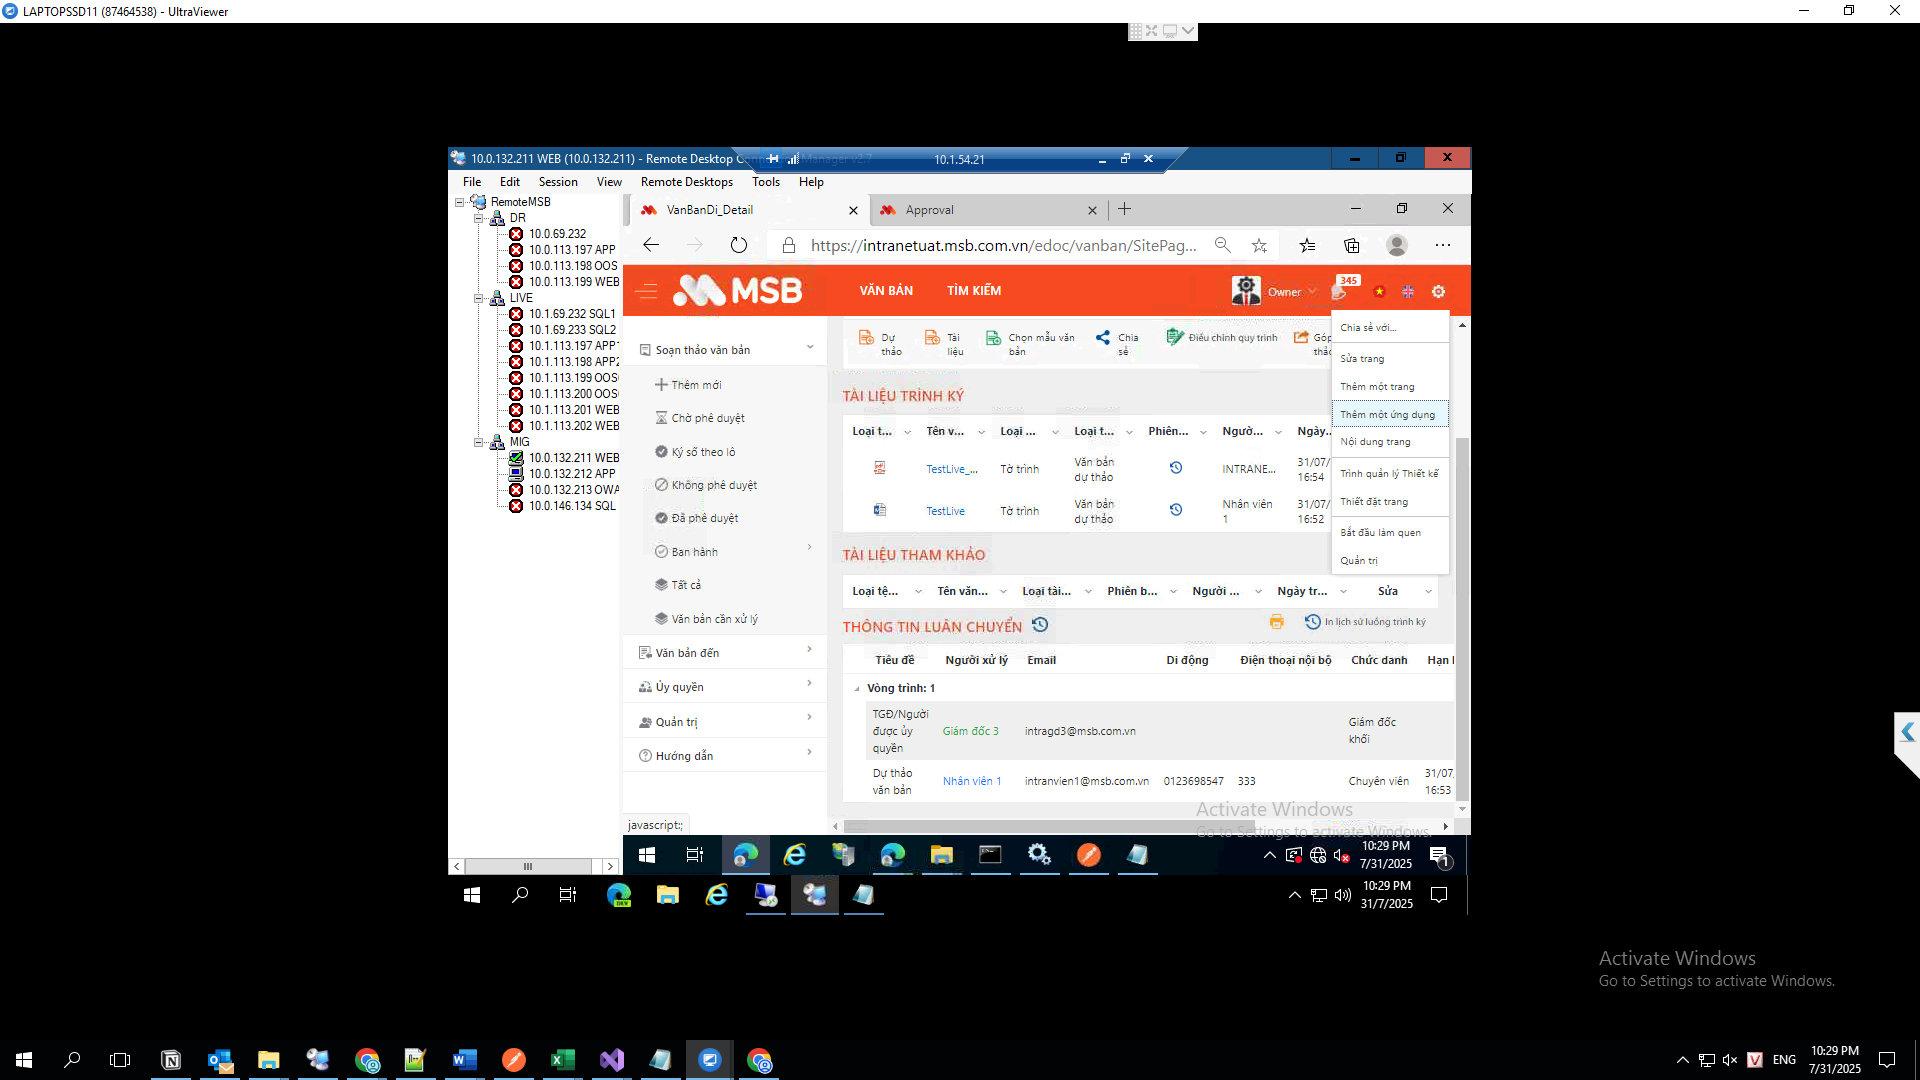 LAPTOPSSD11 (87464538) - UltraViewer
10.0.132.211 WEB (10.0.132.211) - Remote Desktop
Manager v2.7
10.1.54.21
File Edit Session View Remote Desktops Tools Help
RemoteMSB
DR
10.0.69.232
10.0.113.197 APP
10.0.113.198 OOS
10.0.113.199 WEB
LIVE
10.1.69.232 SQL1
10.1.69.233 SQL2
10.1.113.197 APP1
10.1.113.198 APP2
10.1.113.199 OOS
10.1.113.200 OOS
10.1.113.201 WEB
10.1.113.202 WEB
MIG
10.0.132.211 WEB
10.0.132.212 APP
10.0.132.213 OWA
10.0.146.134 SQL
VanBanDi_Detail
Approval
https://intranetuat.msb.com.vn/edoc/vanban/SitePag...
MSB
VĂN BẢN
TÌM KIẾM
Owner
345
Soạn thảo văn bản
Thêm mới
Chờ phê duyệt
Ký số theo lô
Không phê duyệt
Đã phê duyệt
Ban hành
Tất cả
Văn bản cần xử lý
Văn bản đến
Ủy quyền
Quản trị
Hướng dẫn
javascript:;
Dự thảo
Tài liệu
Chọn mẫu văn bản
Chia sẻ
Điều chỉnh quy trình
Góp
Chia sẻ với...
Sửa trang
Thêm một trang
Thêm một ứng dụng
Nội dung trang
Trình quản lý Thiết kế
Thiết đặt trang
Bắt đầu làm quen
Quản trị
TÀI LIỆU TRÌNH KÝ
Loại t... Tên v... Loại ... Loại t... Phiên... Ngườ... Ngày
TestLive_... Tờ trình Văn bản dự thảo INTRANE... 31/07/ 16:54
TestLive Tờ trình Văn bản dự thảo Nhân viên 1 31/07/ 16:52
TÀI LIỆU THAM KHẢO
Loại tệ... Tên văn... Loại tài... Phiên b... Người ... Ngày tr... Sửa
THÔNG TIN LUÂN CHUYỂN
In lịch sử luồng trình ký
Tiêu đề Người xử lý Email Di động Điện thoại nội bộ Chức danh Hạn
Vòng trình: 1
TGĐ/Người được ủy quyền Giám đốc 3 intragd3@msb.com.vn Giám đốc khối
Dự thảo văn bản Nhân viên 1 intranvien1@msb.com.vn 0123698547 333 Chuyên viên 31/07 16:53
Activate Windows
Go to Settings to activate Windows.
10:29 PM
7/31/2025
1
10:29 PM
31/7/2025
Activate Windows
Go to Settings to activate Windows.
ENG
10:29 PM
7/31/2025